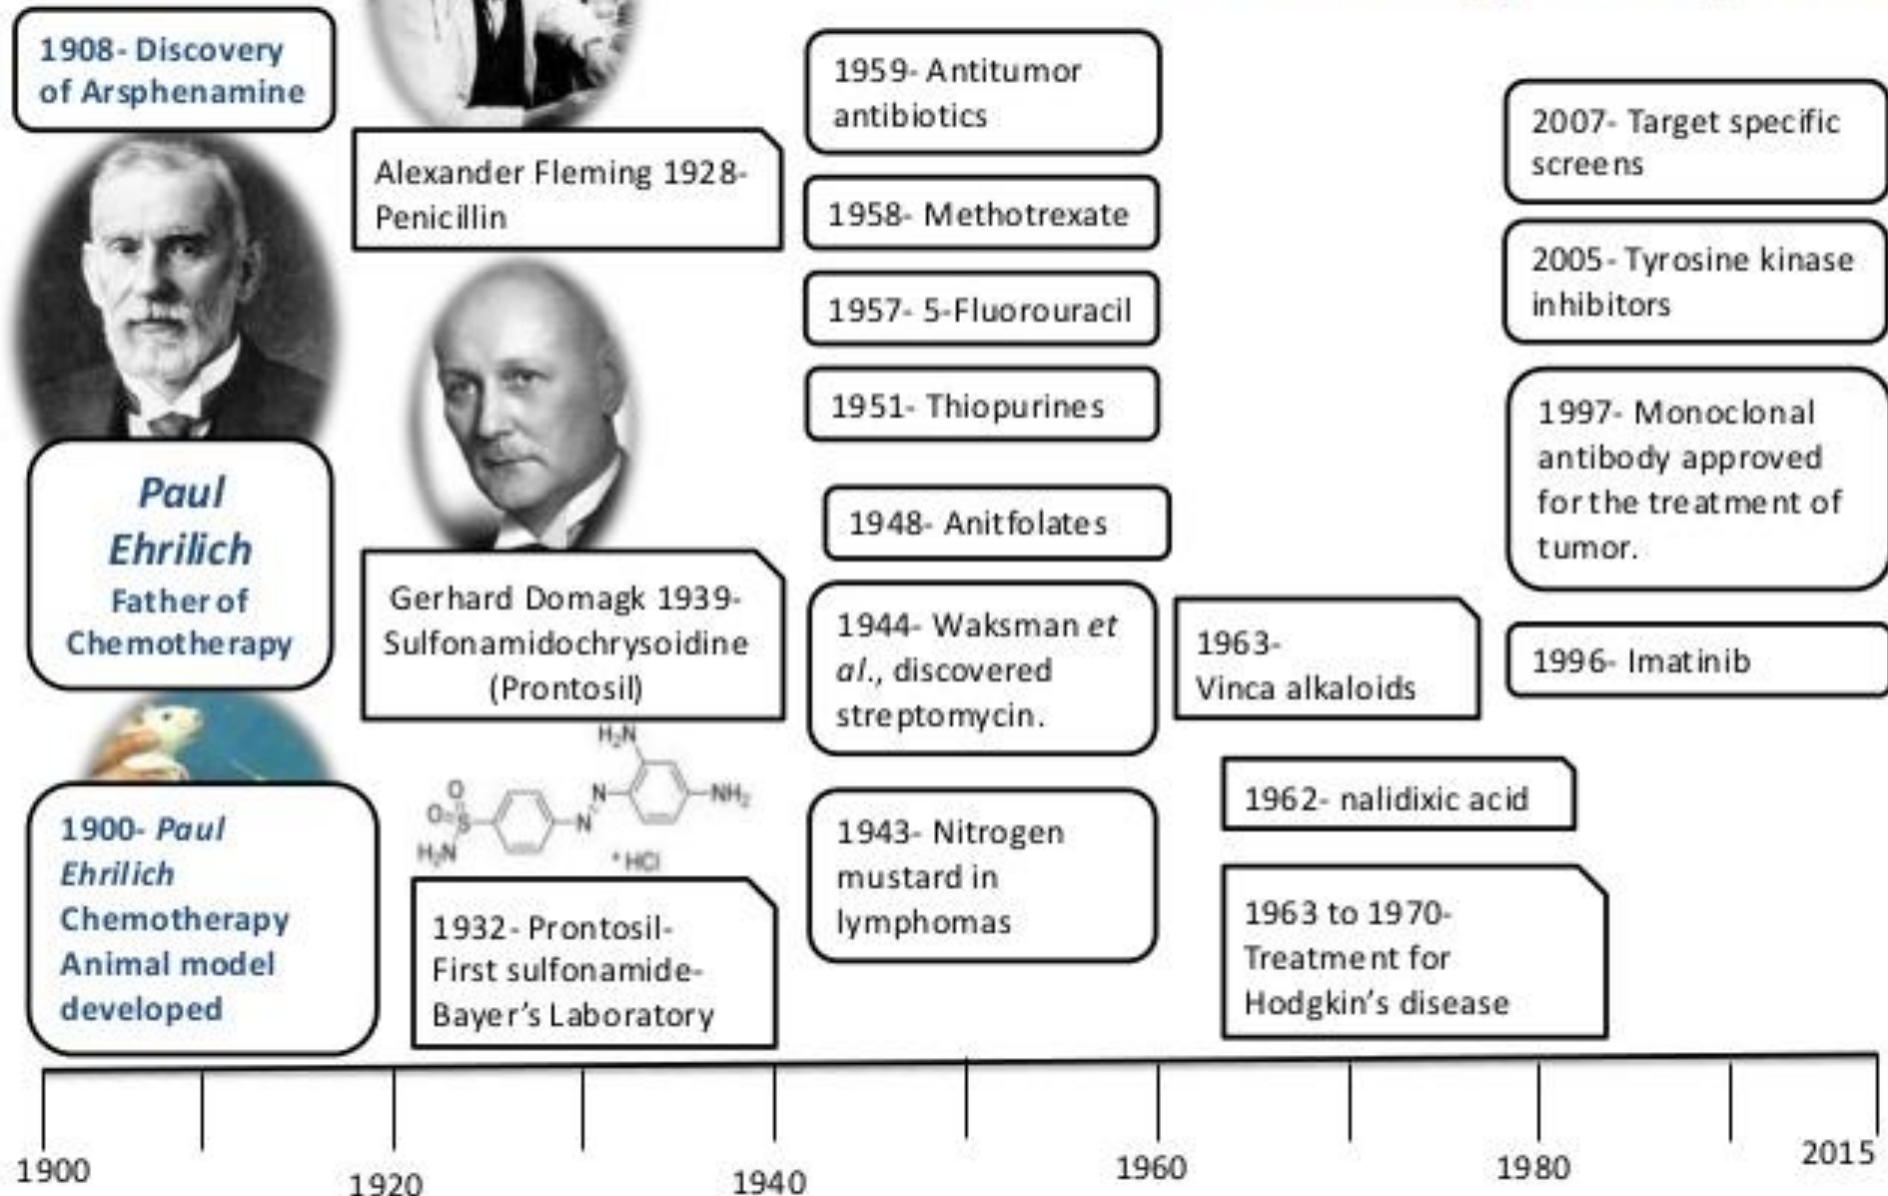 1908- Discovery
of Arsphenamine
Paul
Ehrilich
Father of
Chemotherapy
1900- Paul
Ehrilich
Chemotherapy
Animal model
developed
Alexander Fleming 1928-
Penicillin
Gerhard Domagk 1939-
Sulfonamidochrysoidine
(Prontosil)
H₂N
O
O
S
H₂N
N
N
NH₂
*HCl
1932- Prontosil-
First sulfonamide-
Bayer's Laboratory
1959- Antitumor
antibiotics
1958- Methotrexate
1957- 5-Fluorouracil
1951- Thiopurines
1948- Anitfolates
1944- Waksman et
al., discovered
streptomycin.
1943- Nitrogen
mustard in
lymphomas
1963-
Vinca alkaloids
1962- nalidixic acid
1963 to 1970-
Treatment for
Hodgkin's disease
2007- Target specific
screens
2005- Tyrosine kinase
inhibitors
1997- Monoclonal
antibody approved
for the treatment of
tumor.
1996- Imatinib
1900
1920
1940
1960
1980
2015